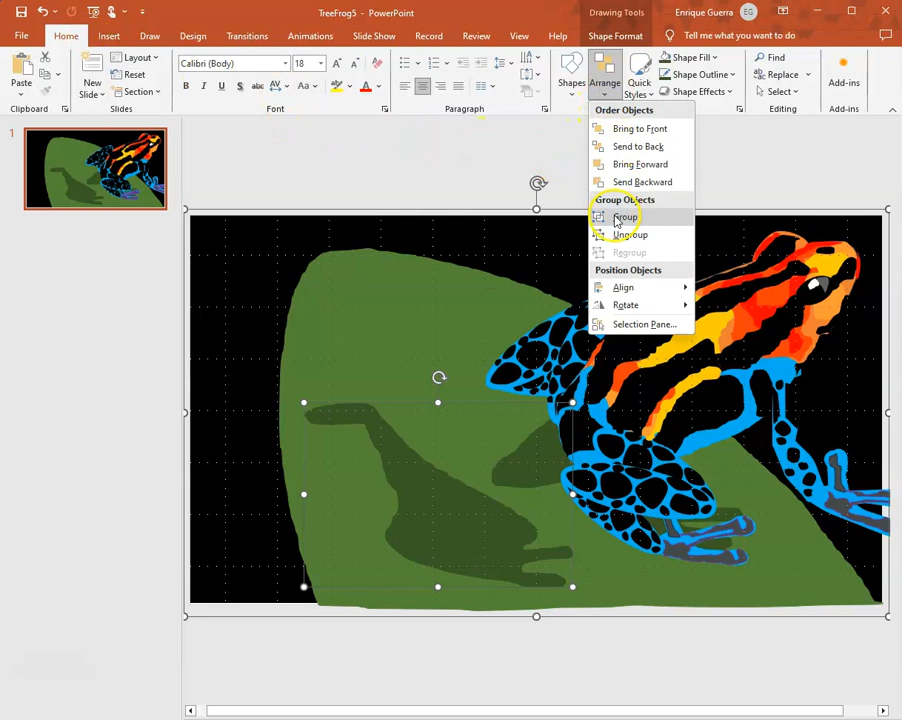 TreeFrog5 - PowerPoint
Drawing Tools
Enrique Guerra
EG
File
Home
Insert
Draw
Design
Transitions
Animations
Slide Show
Record
Review
View
Help
Shape Format
Tell me what you want to do
Paste
Clipboard
New
Slide
Layout
Reset
Section
Slides
Calibri (Body)
18
A A A
B I U S abc AV Aa A
Font
Paragraph
Shapes
Arrange
Quick
Styles
Shape Fill
Shape Outline
Shape Effects
Find
Replace
Select
Editing
Add-ins
Add-ins
Order Objects
Bring to Front
Send to Back
Bring Forward
Send Backward
Group Objects
Group
Ungroup
Regroup
Position Objects
Align
Rotate
Selection Pane...
1